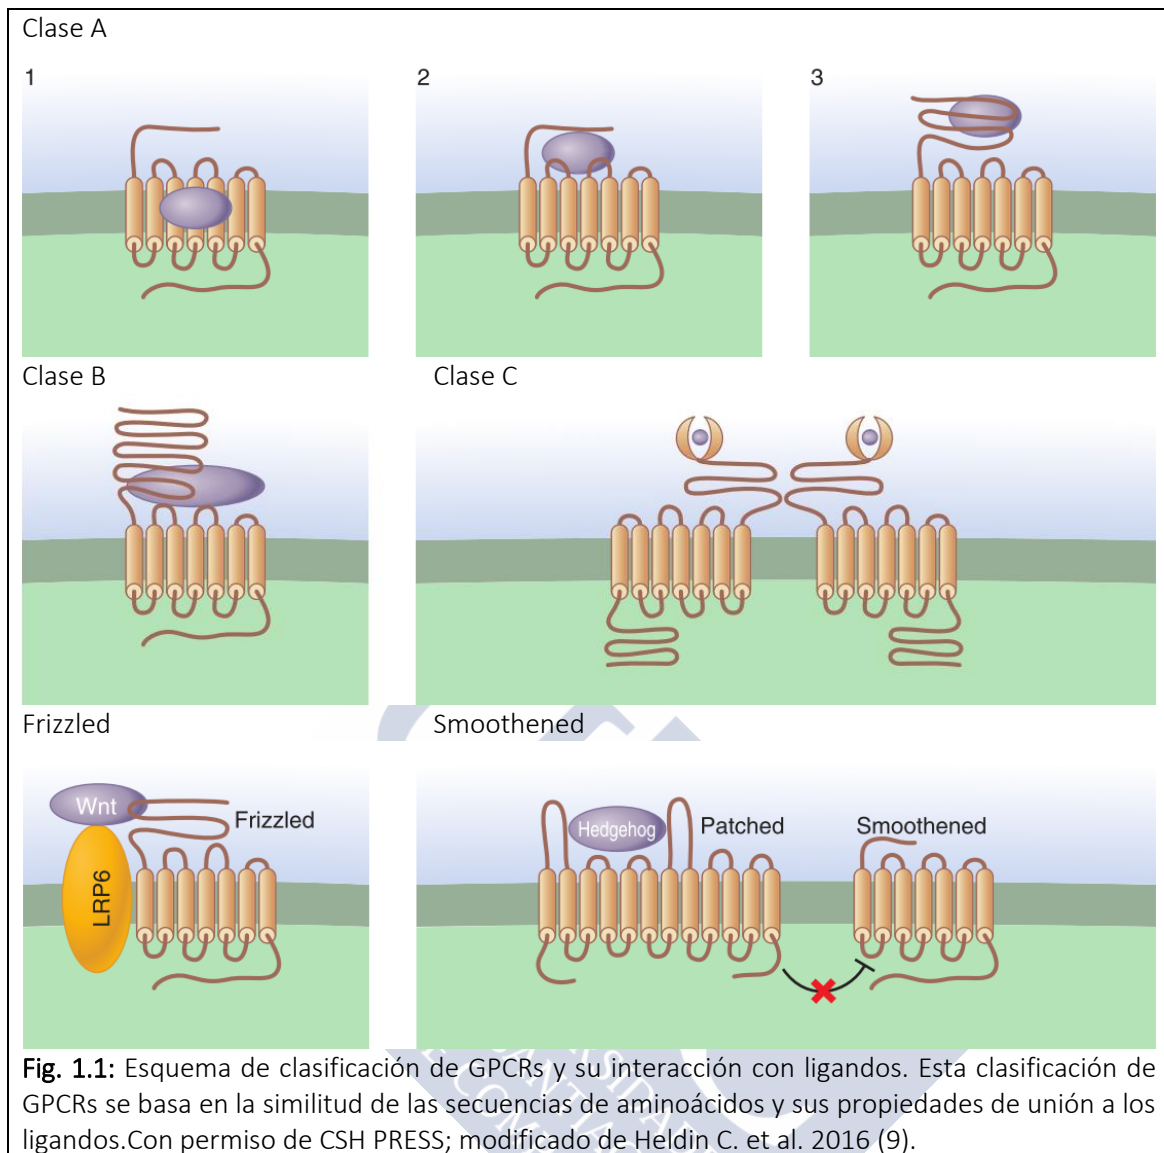 Clase A
1
2
3
Clase B
Clase C
Frizzled
Smoothened
Wnt
Frizzled
LRP6
Hedgehog
Patched
Smoothened
Fig. 1.1: Esquema de clasificación de GPCRs y su interacción con ligandos. Esta clasificación de
GPCRs se basa en la similitud de las secuencias de aminoácidos y sus propiedades de unión a los
ligandos.Con permiso de CSH PRESS; modificado de Heldin C. et al. 2016 (9).